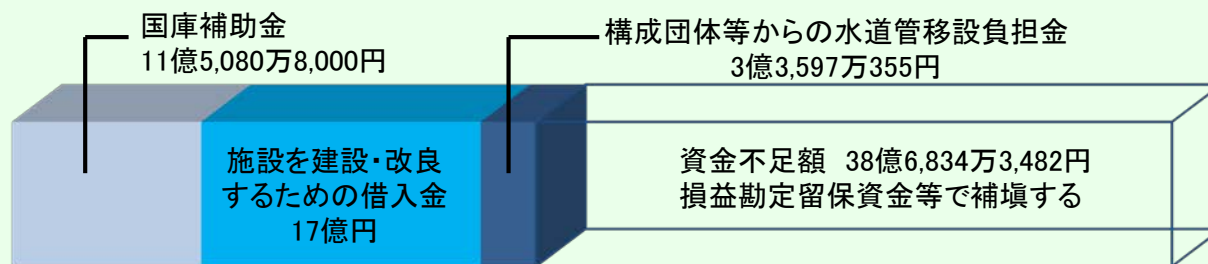 国庫補助金
11億5,080万8,000円
構成団体等からの水道管移設負担金
3億3,597万355円
施設を建設・改良
するための借入金
17億円
資金不足額 38億6,834万3,482円
損益勘定留保資金等で補塡する